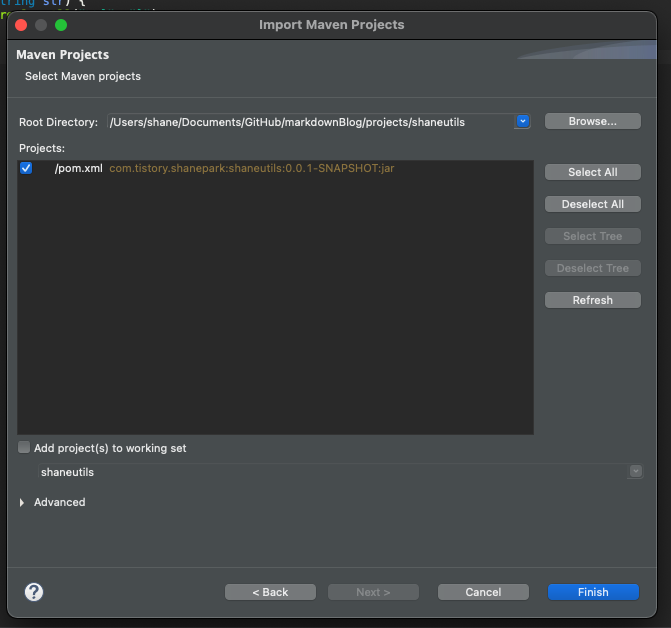 tring str) {
Import Maven Projects
Maven Projects
Select Maven projects
Root Directory: /Users/shane/Documents/GitHub/markdownBlog/projects/shaneutils Browse...
Projects:
/pom.xml com.tistory.shanepark:shaneutils:0.0.1-SNAPSHOT:jar
Select All
Deselect All
Select Tree
Deselect Tree
Refresh
Add project(s) to working set
shaneutils
Advanced
? < Back Next > Cancel Finish